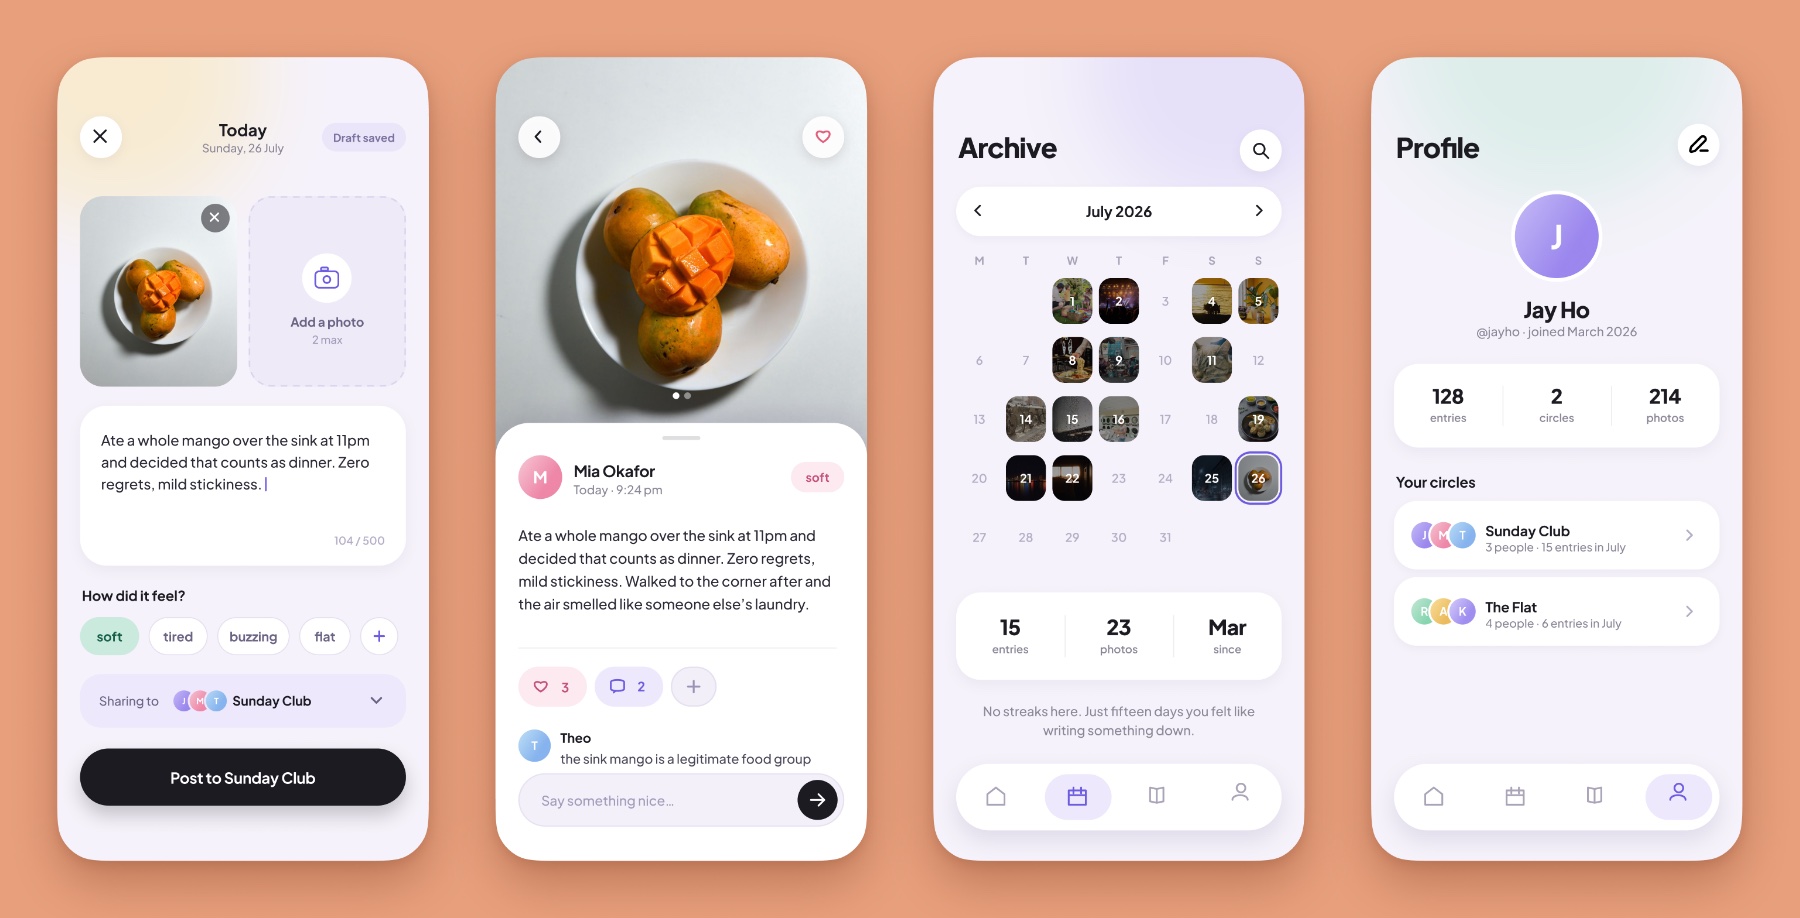 Today
Sunday, 26 July
Draft saved
Add a photo
2 max
Ate a whole mango over the sink at 11pm
and decided that counts as dinner. Zero
regrets, mild stickiness.
104 / 500
How did it feel?
soft
tired
buzzing
flat
Sharing to
J
M
T
Sunday Club
Post to Sunday Club
M
Mia Okafor
Today · 9:24 pm
soft
Ate a whole mango over the sink at 11pm and
decided that counts as dinner. Zero regrets,
mild stickiness. Walked to the corner after and
the air smelled like someone else’s laundry.
3
2
T
Theo
the sink mango is a legitimate food group
Say something nice…
Archive
July 2026
M T W T F S S
1 2 3 4 5
6 7 8 9 10 11 12
13 14 15 16 17 18 19
20 21 22 23 24 25 26
27 28 29 30 31
15
entries
23
photos
Mar
since
No streaks here. Just fifteen days you felt like
writing something down.
Profile
J
Jay Ho
@jayho · joined March 2026
128
entries
2
circles
214
photos
Your circles
J
M
T
Sunday Club
3 people · 15 entries in July
R
A
K
The Flat
4 people · 6 entries in July